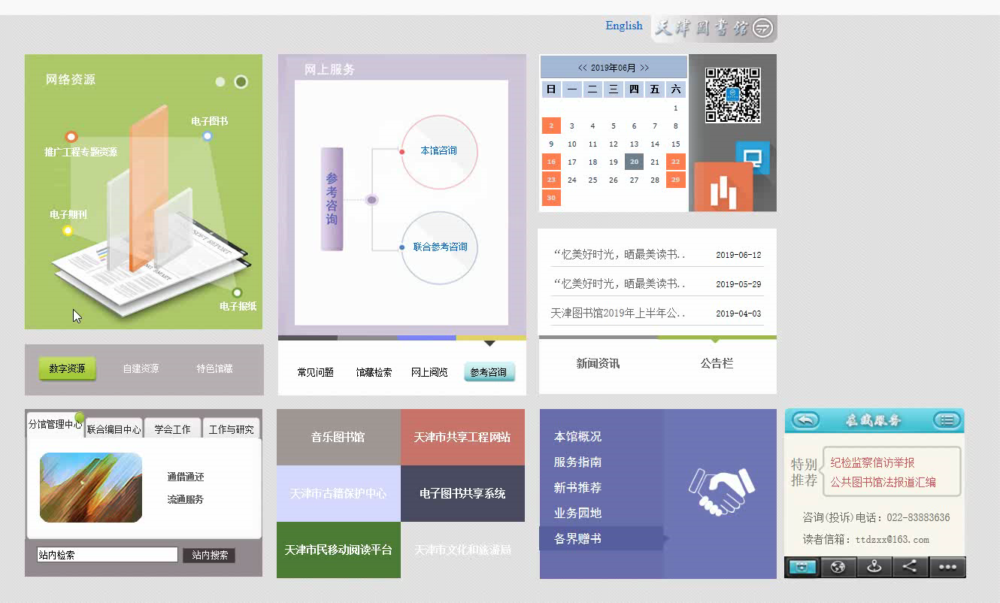 English
天津圖書館
网络资源
电子图书
推广工程专题资源
电子期刊
电子报纸
数字资源
自建资源
特色馆藏
网上服务
参考咨询
本馆咨询
联合参考咨询
常见问题
馆藏检索
网上阅览
参考咨询
<< 2019年06月 >>
日 一 二 三 四 五 六
1
2 3 4 5 6 7 8
9 10 11 12 13 14 15
16 17 18 19 20 21 22
23 24 25 26 27 28 29
30
“忆美好时光，晒最美读书.. 2019-06-12
“忆美好时光，晒最美读书.. 2019-05-29
天津图书馆2019年上半年公.. 2019-04-03
新闻资讯
公告栏
分馆管理中心
联合编目中心
学会工作
工作与研究
通借通还
流通服务
站内检索
站内搜索
音乐图书馆
天津市共享工程网站
天津市古籍保护中心
电子图书共享系统
天津市民移动阅读平台
天津市文化和旅游局
本馆概况
服务指南
新书推荐
业务园地
各界赠书
在线服务
特别
推荐
纪检监察信访举报
公共图书馆法报道汇编
咨询(投诉)电话：022-83883636
读者信箱：ttdzxx@163.com